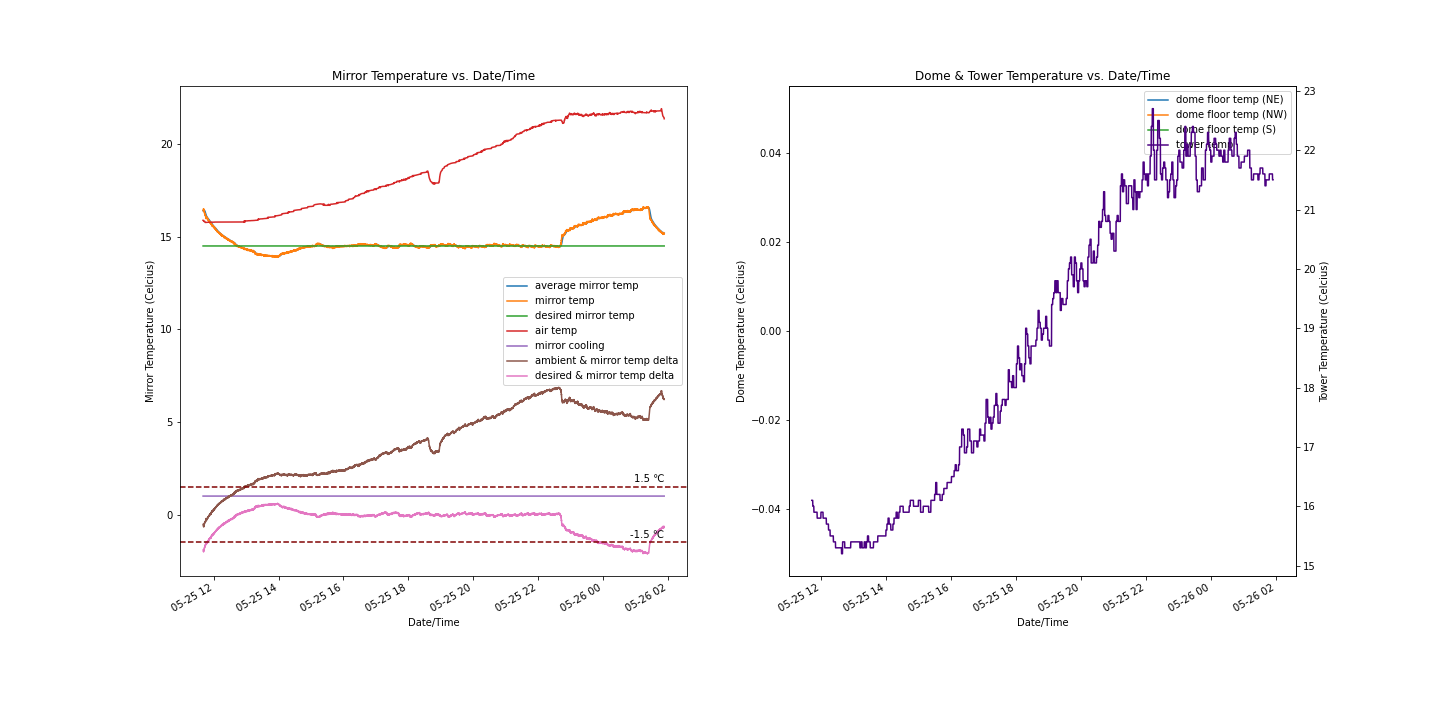 Mirror Temperature vs. Date/Time
Mirror Temperature (Celcius)
20
15
10
5
0
average mirror temp
mirror temp
desired mirror temp
air temp
mirror cooling
ambient & mirror temp delta
desired & mirror temp delta
1.5 °C
-1.5 °C
05-25 12
05-25 14
05-25 16
05-25 18
05-25 20
05-25 22
05-26 00
05-26 02
Date/Time
Dome & Tower Temperature vs. Date/Time
Dome Temperature (Celcius)
0.04
0.02
0.00
−0.02
−0.04
dome floor temp (NE)
dome floor temp (NW)
dome floor temp (S)
tower temp
23
22
21
20
19
18
17
16
15
Tower Temperature (Celcius)
05-25 12
05-25 14
05-25 16
05-25 18
05-25 20
05-25 22
05-26 00
05-26 02
Date/Time